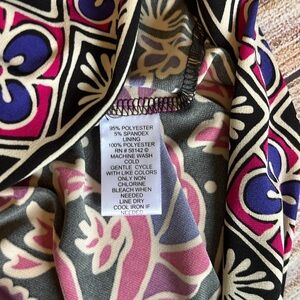 95% POLYESTER
5% SPANDEX
LINING
100% POLYESTER
RN # 58142 ©
MACHINE WASH
COLD
GENTLE CYCLE
WITH LIKE COLORS
ONLY NON
CHLORINE
BLEACH WHEN
NEEDED
LINE DRY
COOL IRON IF
NEEDED